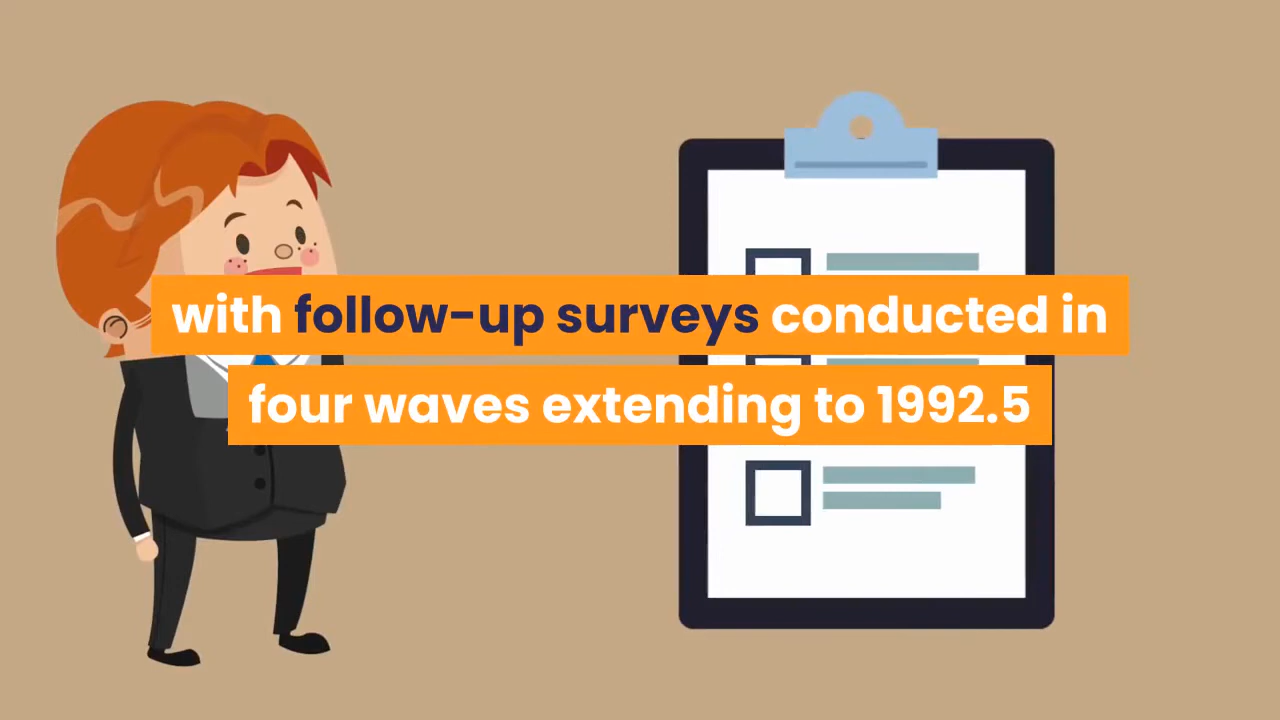 with follow-up surveys conducted in
four waves extending to 1992.5